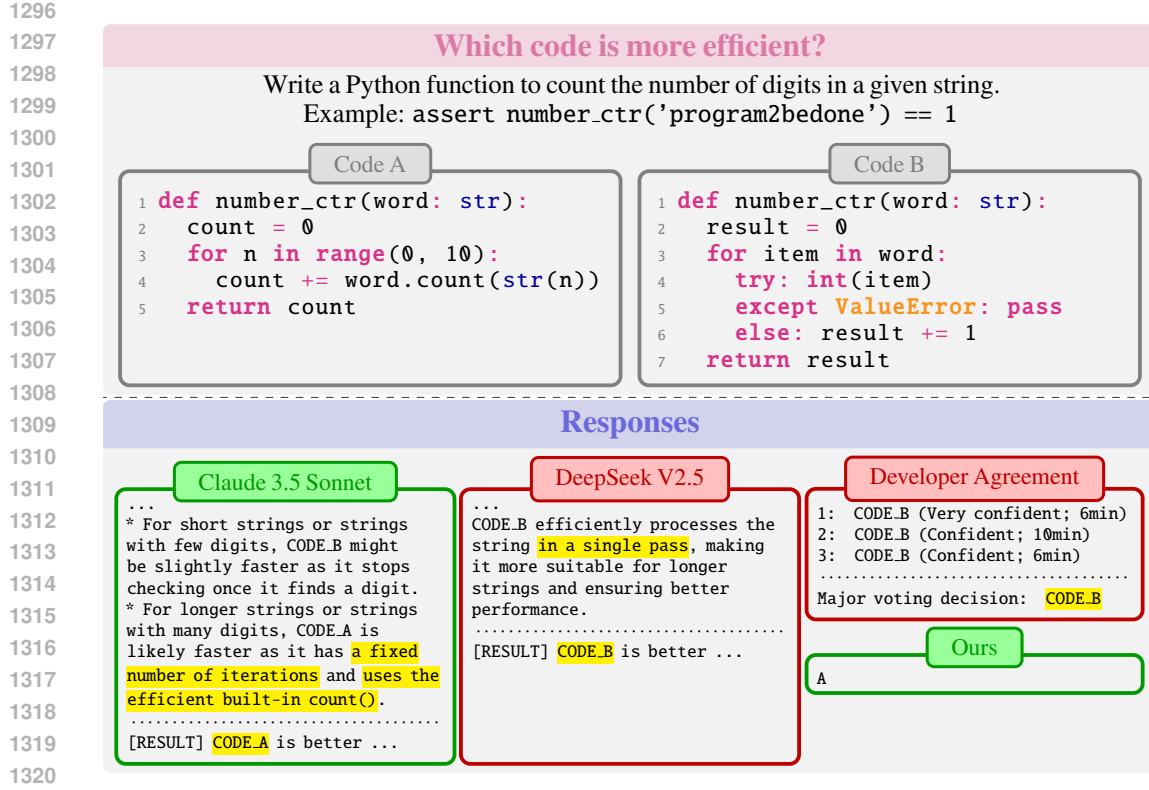 1296
1297
1298
1299
1300
1301
1302
1303
1304
1305
1306
1307
1308
1309
1310
1311
1312
1313
1314
1315
1316
1317
1318
1319
1320
Which code is more efficient?
Write a Python function to count the number of digits in a given string.
Example: assert number_ctr('program2bedone') == 1
Code A
1 def number_ctr(word: str):
2 count = 0
3 for n in range(0, 10):
4 count += word.count(str(n))
5 return count
Code B
1 def number_ctr(word: str):
2 result = 0
3 for item in word:
4 try: int(item)
5 except ValueError: pass
6 else: result += 1
7 return result
Responses
Claude 3.5 Sonnet
...
* For short strings or strings
with few digits, CODE_B might
be slightly faster as it stops
checking once it finds a digit.
* For longer strings or strings
with many digits, CODE_A is
likely faster as it has a fixed
number of iterations and uses the
efficient built-in count().
[RESULT] CODE_A is better ...
DeepSeek V2.5
...
CODE_B efficiently processes the
string in a single pass, making
it more suitable for longer
strings and ensuring better
performance.
[RESULT] CODE_B is better ...
Developer Agreement
1: CODE_B (Very confident; 6min)
2: CODE_B (Confident; 10min)
3: CODE_B (Confident; 6min)
Major voting decision: CODE_B
Ours
A